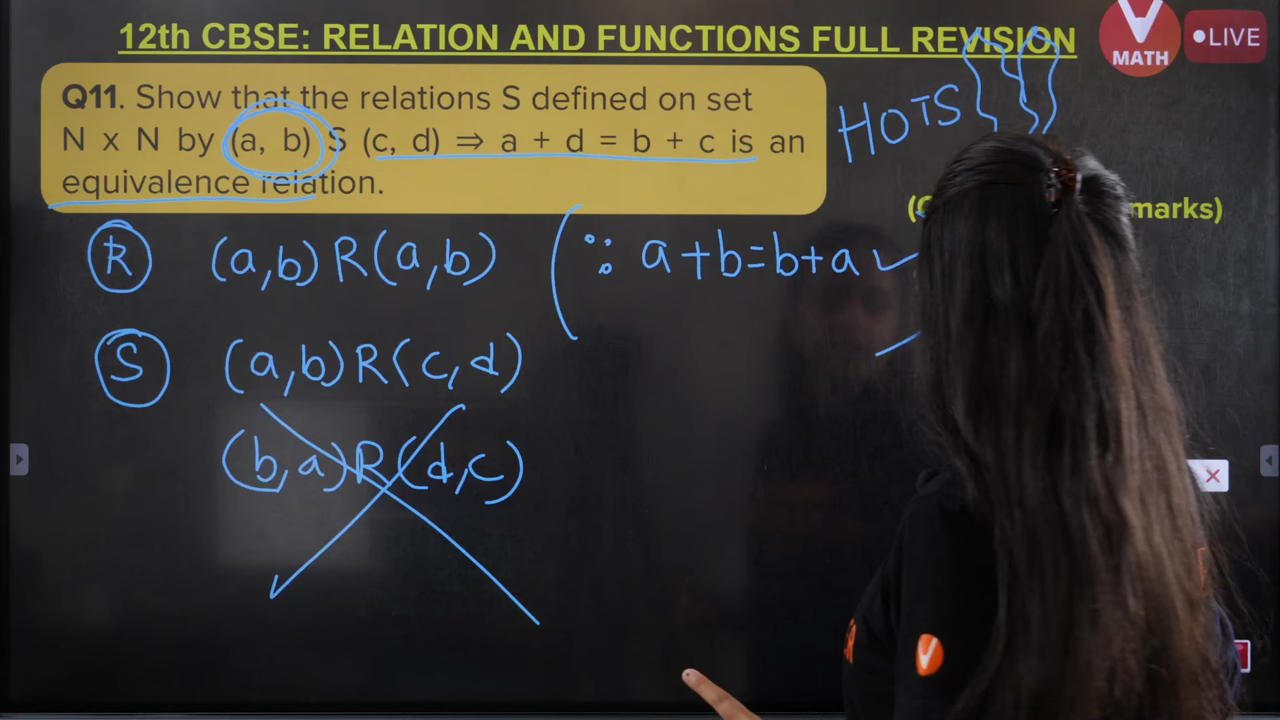 12th CBSE: RELATION AND FUNCTIONS FULL REVISION
MATH
LIVE
Q11. Show that the relations S defined on set
N x N by (a, b) S (c, d) ⇒ a + d = b + c is an
equivalence relation.
HOTS
marks)
R (a,b) R (a,b) (∵ a+b=b+a ✓
S (a,b) R (c,d)
(b,a) R (d,c)